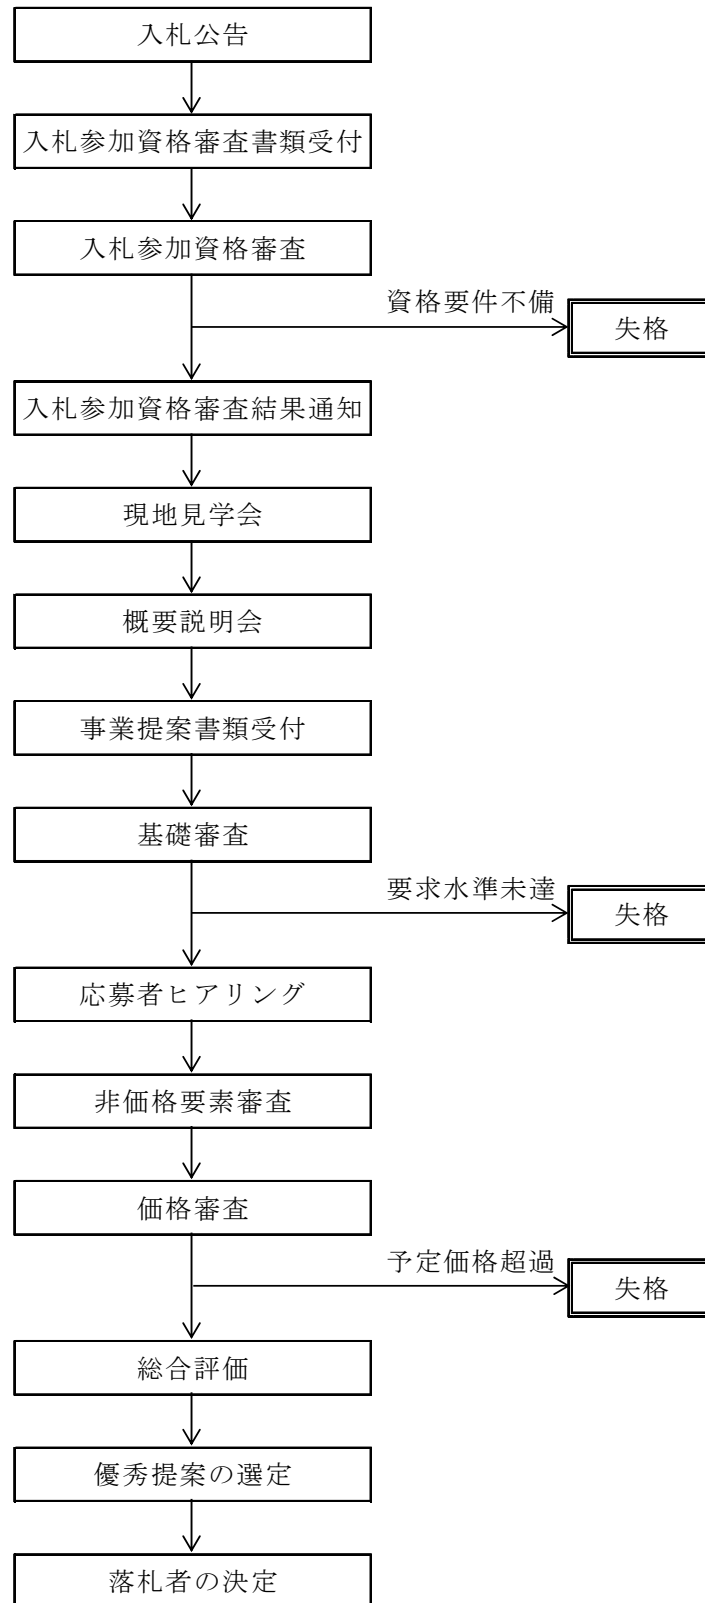 入札公告
入札参加資格審査書類受付
入札参加資格審査
資格要件不備
失格
入札参加資格審査結果通知
現地見学会
概要説明会
事業提案書類受付
基礎審査
要求水準未達
失格
応募者ヒアリング
非価格要素審査
価格審査
予定価格超過
失格
総合評価
優秀提案の選定
落札者の決定